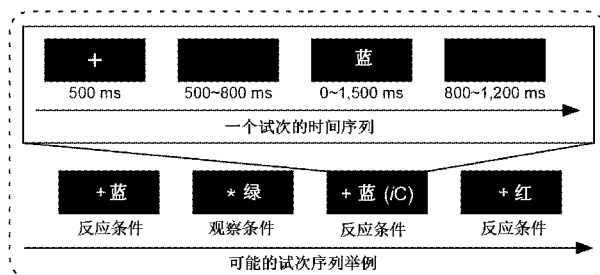 +
蓝
500 ms
500~800 ms
0~1,500 ms
800~1,200 ms
一个试次的时间序列
+ 蓝
* 绿
+ 蓝 (iC)
+ 红
反应条件
观察条件
反应条件
反应条件
可能的试次序列举例